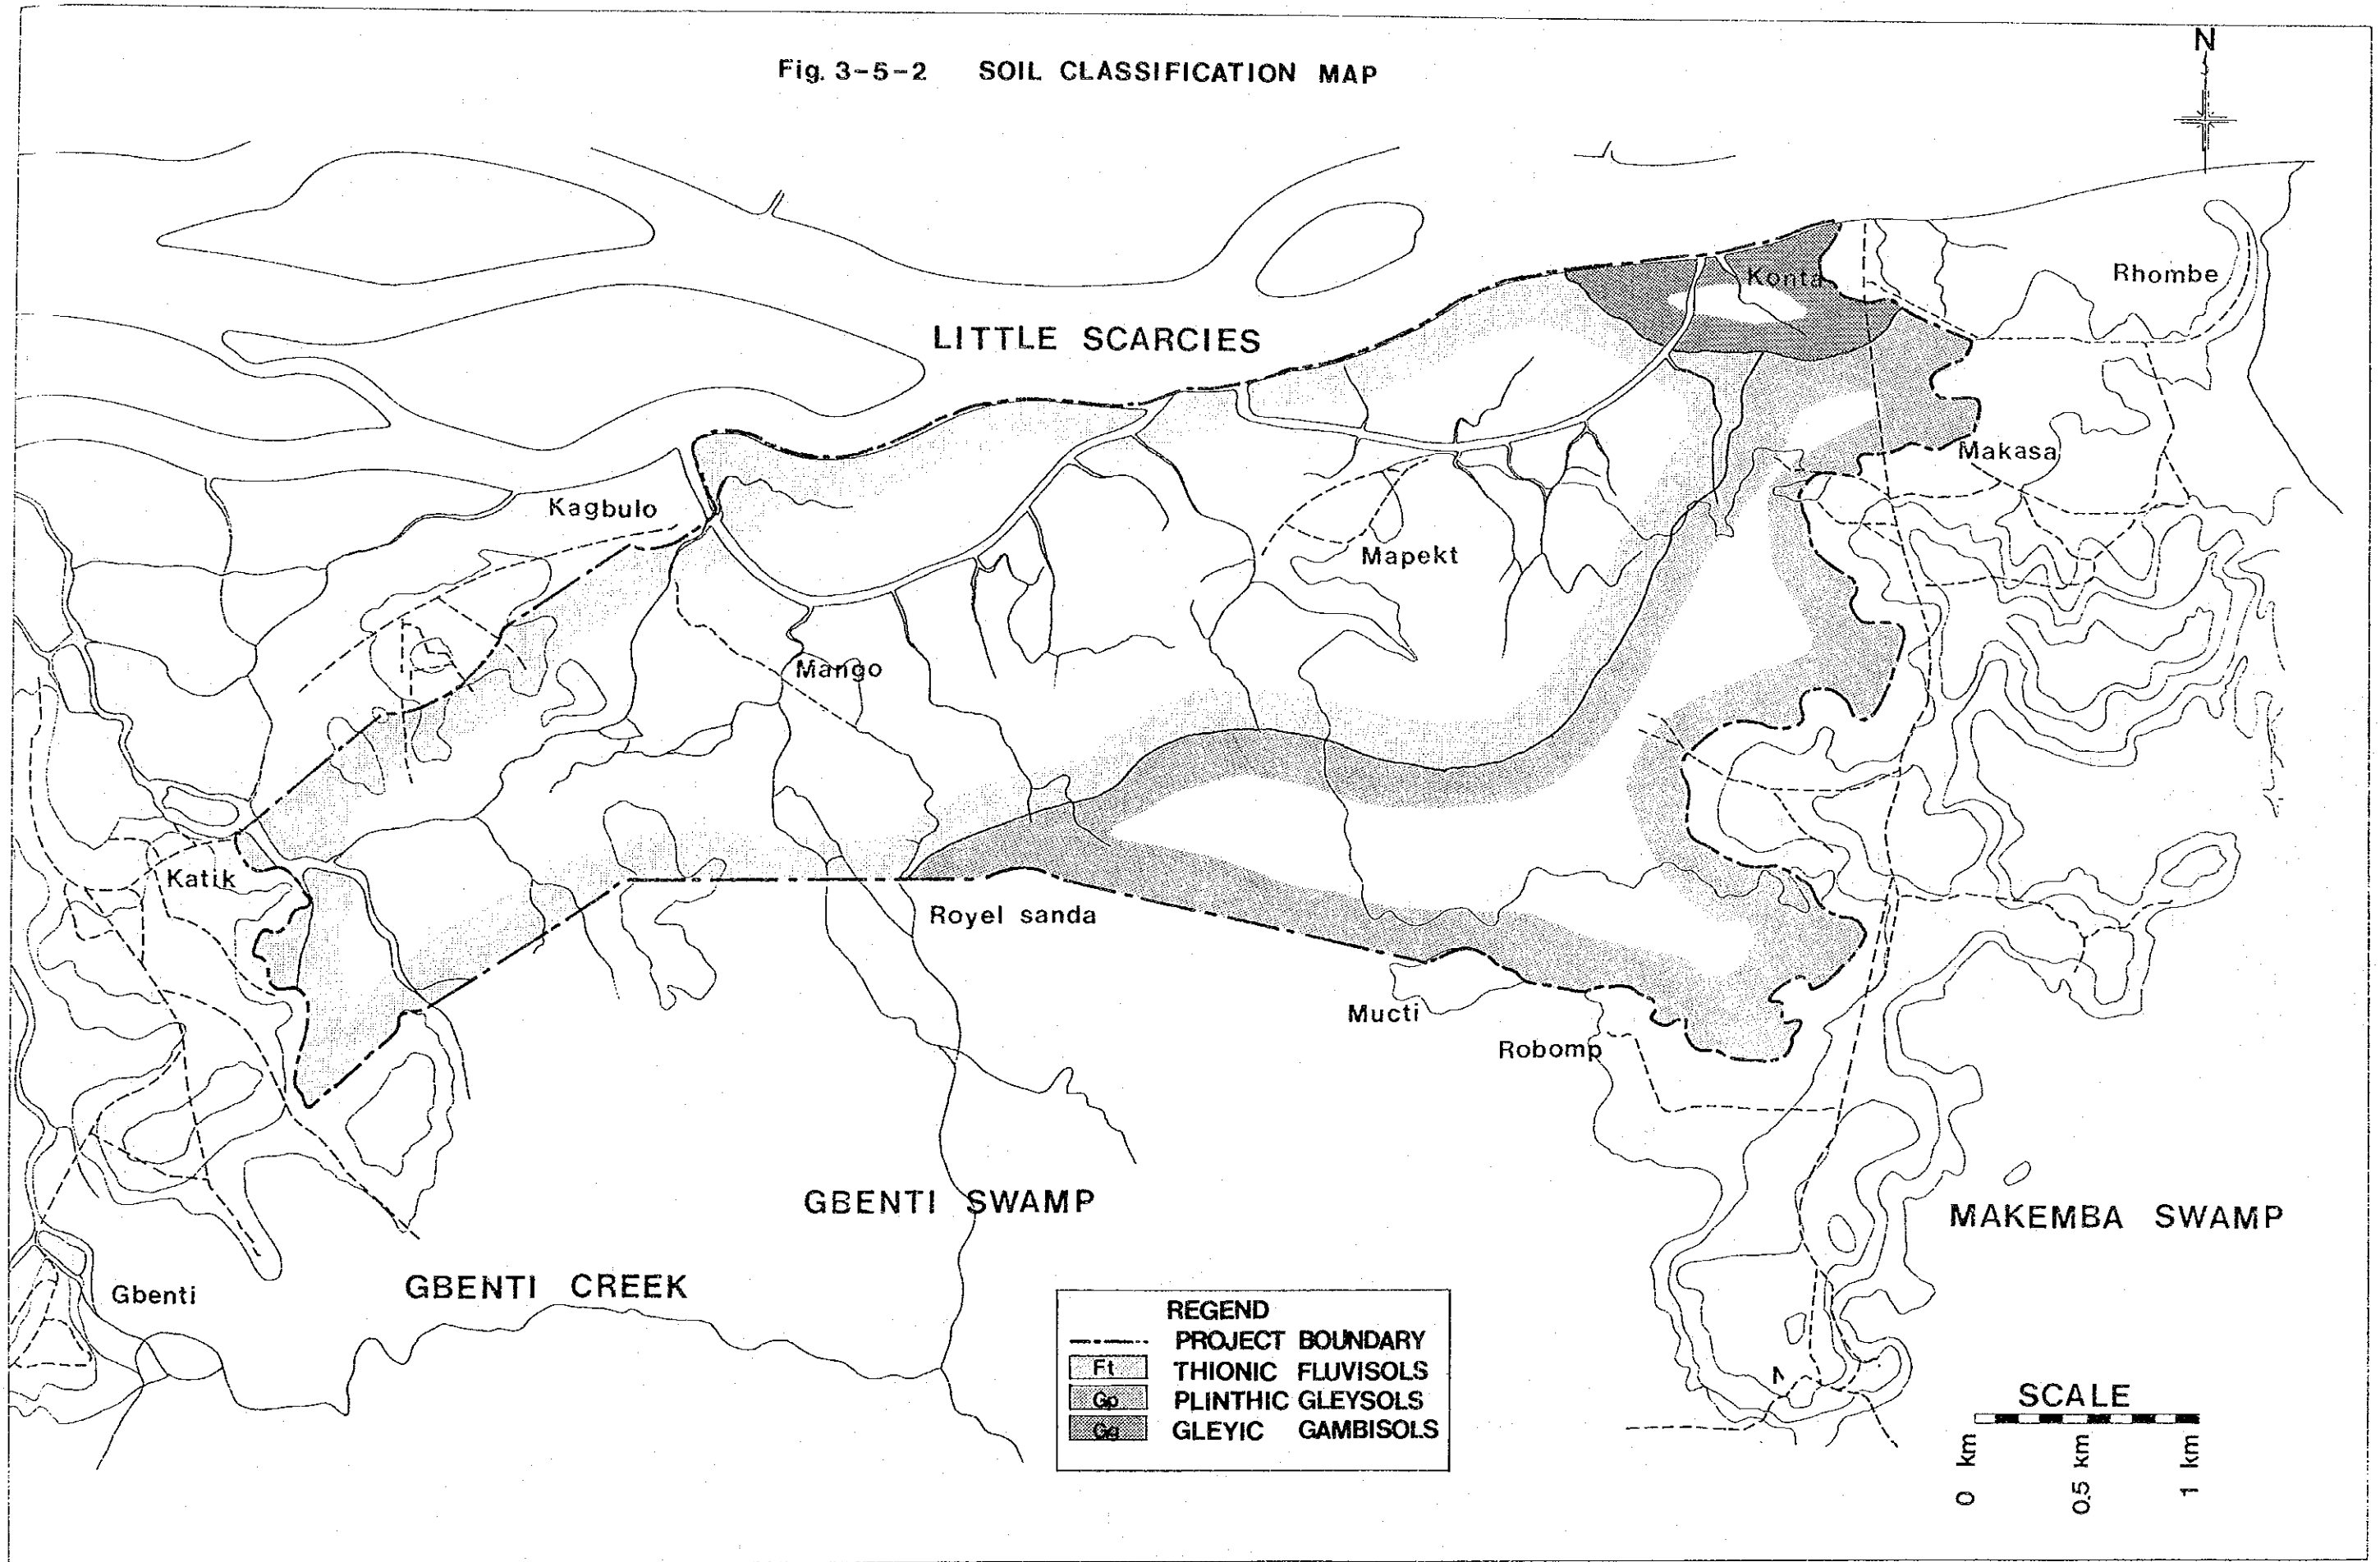 Fig. 3-5-2 SOIL CLASSIFICATION MAP
N
LITTLE SCARCIES
Konta
Rhombe
Makasa
Kagbulo
Mapekt
Mango
Katik
Royel sanda
Mucti
Robomp
GBENTI SWAMP
MAKEMBA SWAMP
GBENTI CREEK
Gbenti
REGEND
PROJECT BOUNDARY
Ft THIONIC FLUVISOLS
Gp PLINTHIC GLEYSOLS
Gg GLEYIC GAMBISOLS
SCALE
0 km
0.5 km
1 km